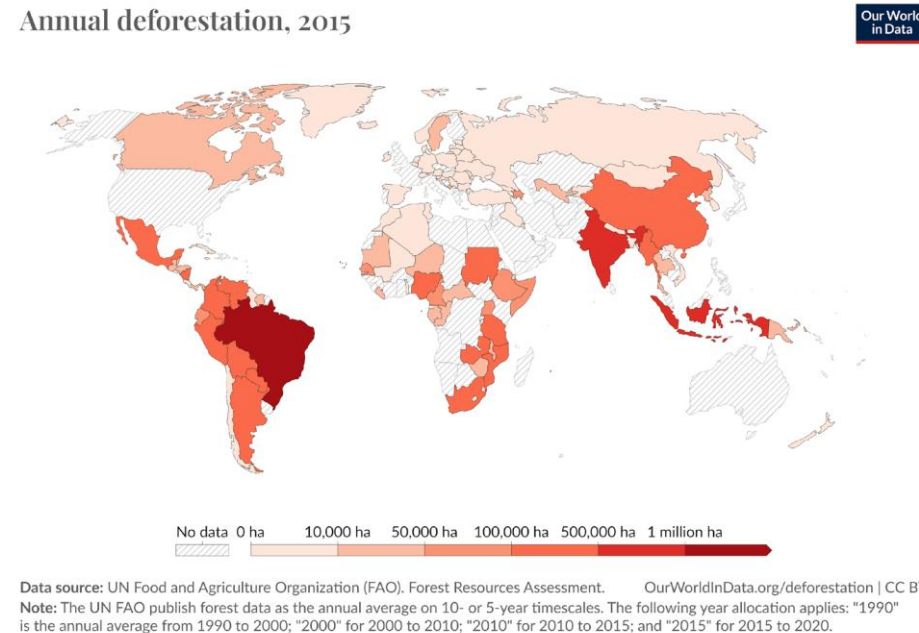 Annual deforestation, 2015
Our World
in Data
No data 0 ha 10,000 ha 50,000 ha 100,000 ha 500,000 ha 1 million ha
Data source: UN Food and Agriculture Organization (FAO). Forest Resources Assessment. OurWorldInData.org/deforestation | CC B
Note: The UN FAO publish forest data as the annual average on 10- or 5-year timescales. The following year allocation applies: "1990"
is the annual average from 1990 to 2000; "2000" for 2000 to 2010; "2010" for 2010 to 2015; and "2015" for 2015 to 2020.